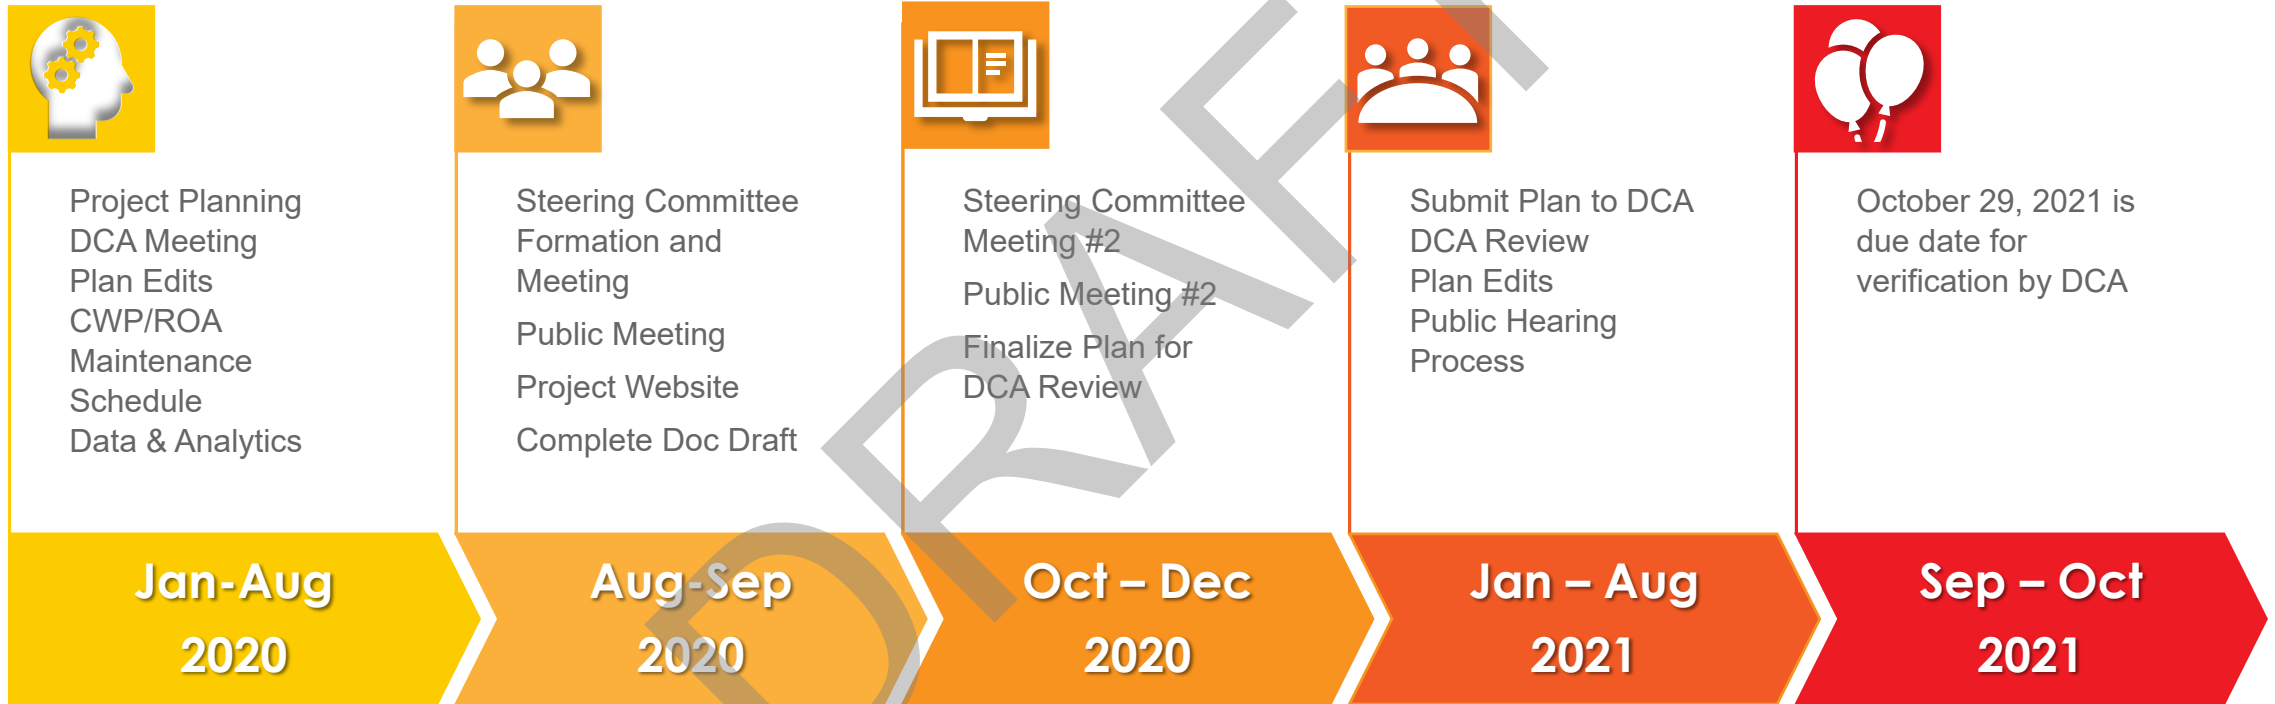 Project Planning
DCA Meeting
Plan Edits
CWP/ROA
Maintenance
Schedule
Data & Analytics
Jan-Aug
2020
Steering Committee
Formation and
Meeting
Public Meeting
Project Website
Complete Doc Draft
Aug-Sep
2020
Steering Committee
Meeting #2
Public Meeting #2
Finalize Plan for
DCA Review
Oct – Dec
2020
Submit Plan to DCA
DCA Review
Plan Edits
Public Hearing
Process
Jan – Aug
2021
October 29, 2021 is
due date for
verification by DCA
Sep – Oct
2021
DRAFT